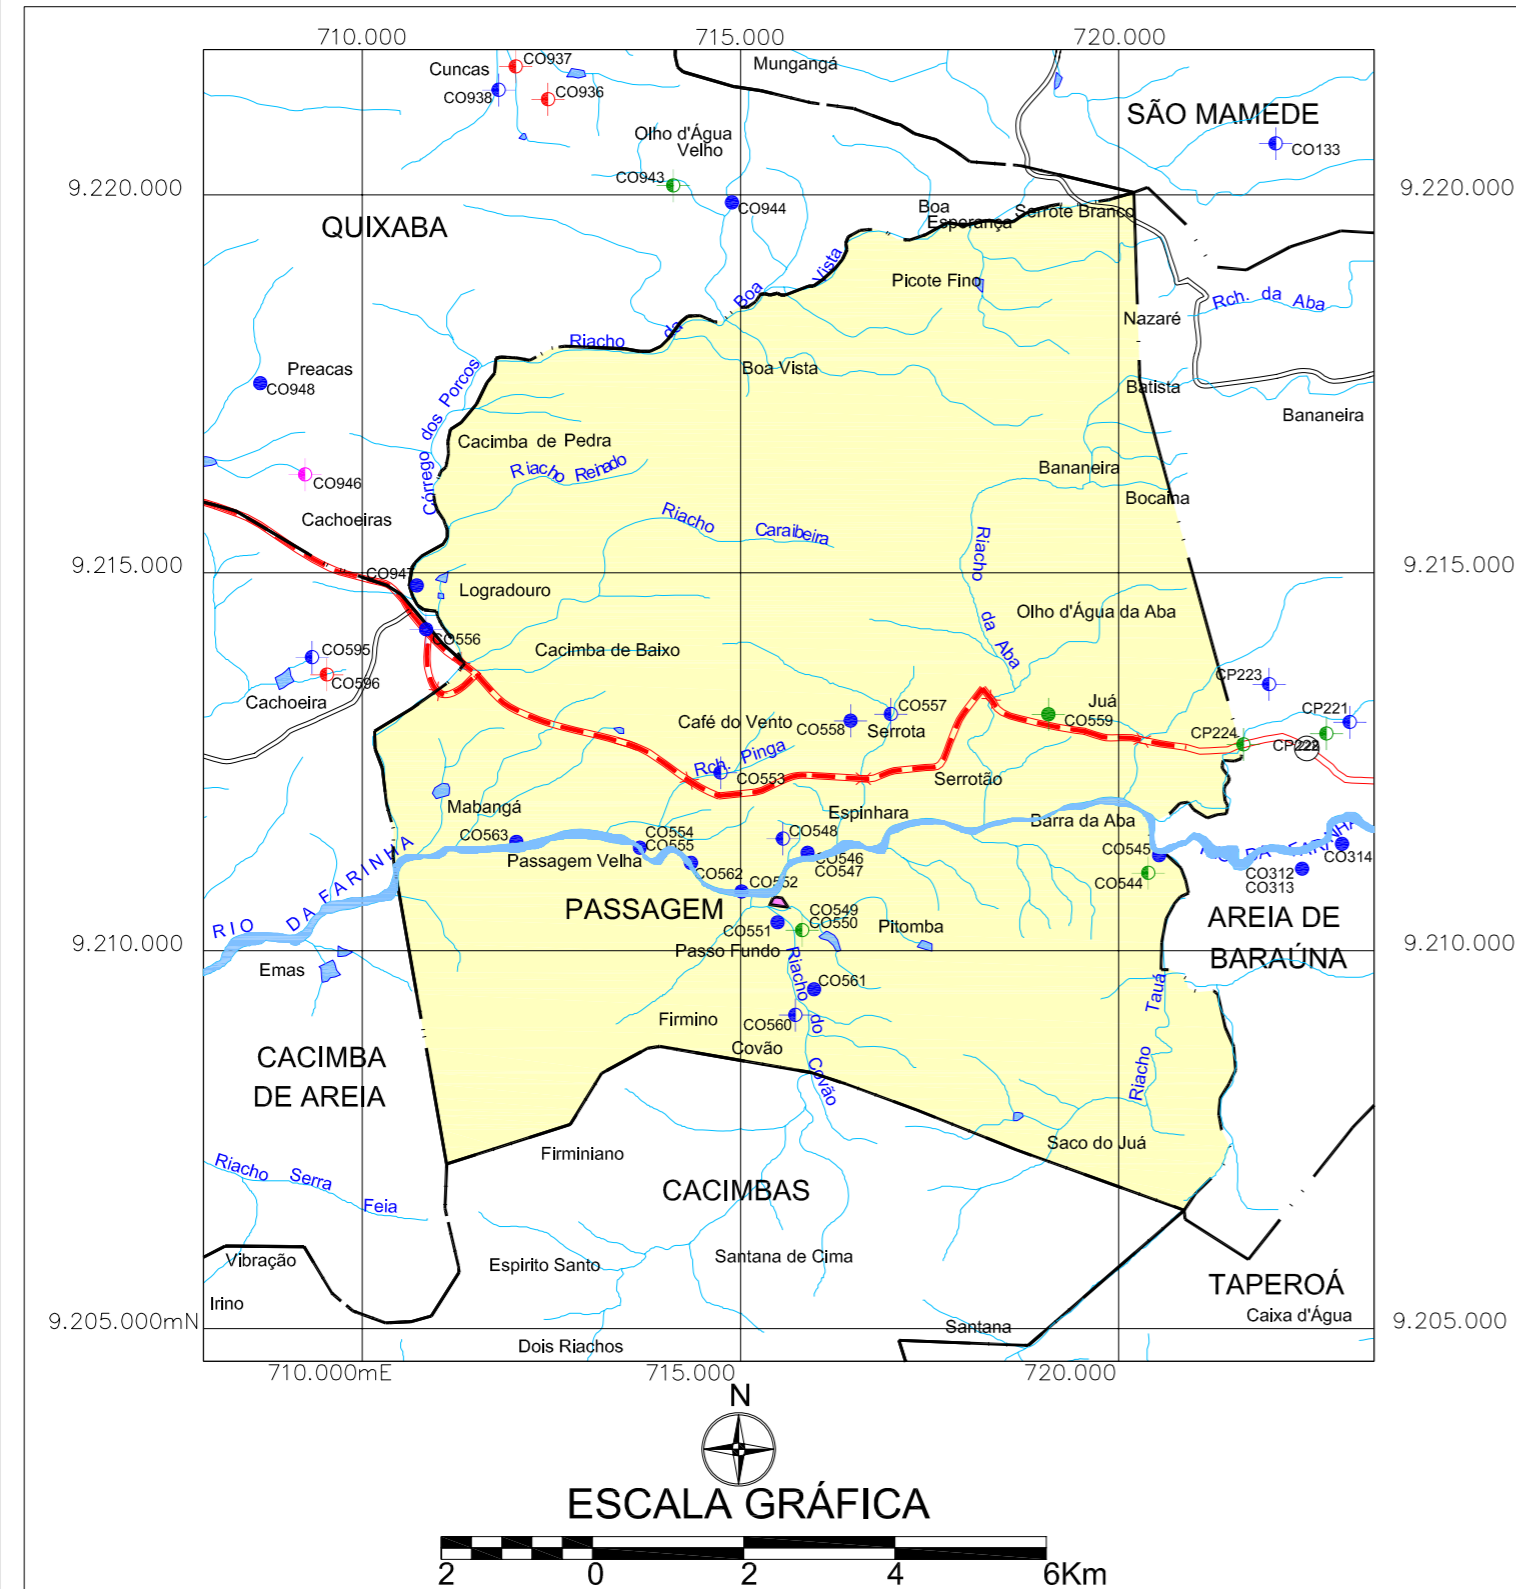 710.000
715.000
720.000
Mungangá
Cuncas
CO937
CO938
CO936
SÃO MAMEDE
CO133
Olho d'Água
Velho
CO943
CO944
9.220.000
9.220.000
QUIXABA
Boa
Esperança
Serrote Branco
Picote Fino
Rch. da Aba
Nazaré
Riacho da Boa Vista
Preacas
CO948
Boa Vista
Batista
Bananeira
Córrego dos Porcos
Cacimba de Pedra
Riacho Reinado
CO946
Cachoeiras
Bananeira
Bocaina
Riacho Caraibeira
Riacho da Aba
9.215.000
9.215.000
CO947
Logradouro
Olho d'Água da Aba
CO556
Cacimba de Baixo
CO595
CO596
Cachoeira
CP223
Juá
CO559
CP221
CO557
CO558
Café do Vento
Serrota
CP224
Rch. Pinga
CO553
Serrotão
Mabangá
Espinhara
Barra da Aba
CO563
CO554
CO555
CO548
CO546
CO547
Passagem Velha
CO562
CO552
CO545
CO544
CO314
CO312
CO313
RIO DA FARINHA
PASSAGEM
CO549
CO550
CO551
Pitomba
AREIA DE
BARAÚNA
Passo Fundo
9.210.000
9.210.000
Emas
CO561
CO560
Riacho do Covão
Riacho Tauá
Firmino
Covão
CACIMBA
DE AREIA
Saco do Juá
Firminiano
Riacho Serra Feia
CACIMBAS
Vibração
Espirito Santo
Santana de Cima
TAPEROÁ
Irino
Caixa d'Água
9.205.000mN
9.205.000
Santana
Dois Riachos
710.000mE
715.000
720.000
N
ESCALA GRÁFICA
2 0 2 4 6Km